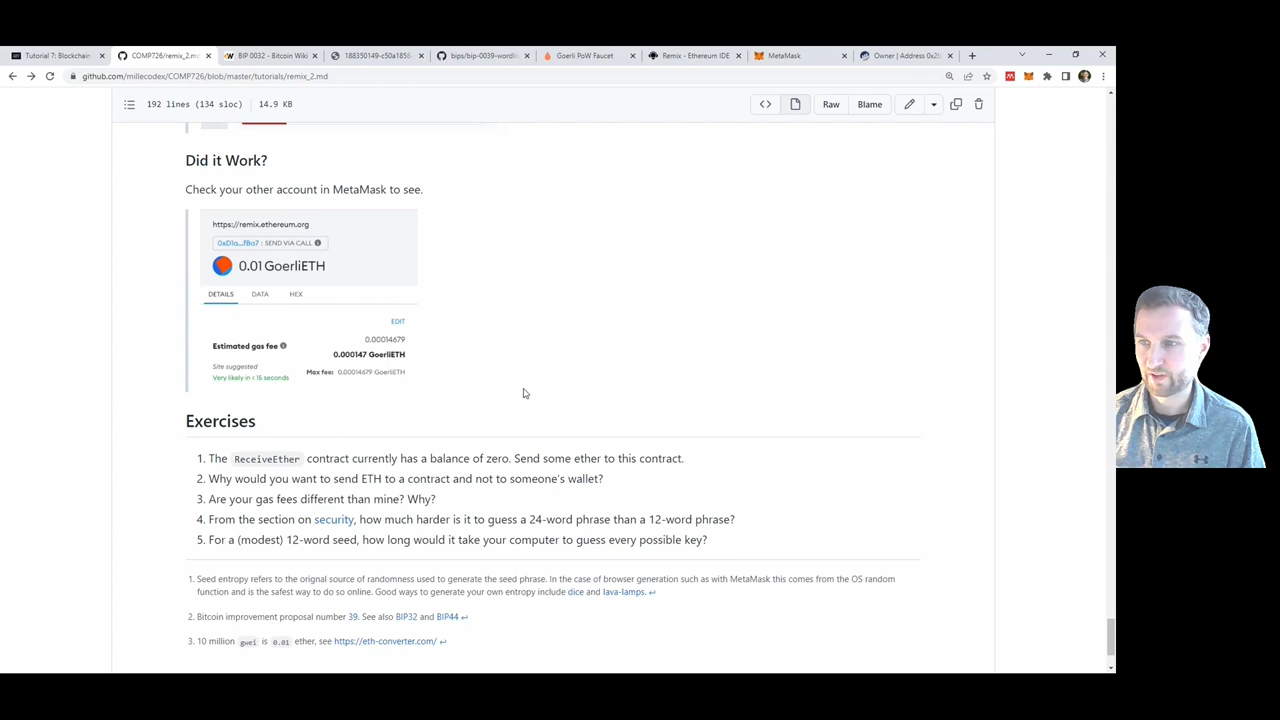 Tutorial 7: Blockchain
COMP726/remix_2.md
BIP 0032 - Bitcoin Wiki
188350149-c50a1858
bips/bip-0039-wordli
Goerli PoW Faucet
Remix - Ethereum IDE
MetaMask
Owner | Address 0x2
github.com/millecodex/COMP726/blob/master/tutorials/remix_2.md
192 lines (134 sloc) 14.9 KB
Raw
Blame
Did it Work?
Check your other account in MetaMask to see.
https://remix.ethereum.org
0xD1a...fBa7 : SEND VIA CALL
0.01 GoerliETH
DETAILS DATA HEX
EDIT
0.00014679
Estimated gas fee 0.000147 GoerliETH
Site suggested
Very likely in < 15 seconds Max fee: 0.00014679 GoerliETH
Exercises
1. The ReceiveEther contract currently has a balance of zero. Send some ether to this contract.
2. Why would you want to send ETH to a contract and not to someone's wallet?
3. Are your gas fees different than mine? Why?
4. From the section on security, how much harder is it to guess a 24-word phrase than a 12-word phrase?
5. For a (modest) 12-word seed, how long would it take your computer to guess every possible key?
1. Seed entropy refers to the orignal source of randomness used to generate the seed phrase. In the case of browser generation such as with MetaMask this comes from the OS random
function and is the safest way to do so online. Good ways to generate your own entropy include dice and lava-lamps. ↩
2. Bitcoin improvement proposal number 39. See also BIP32 and BIP44 ↩
3. 10 million gwei is 0.01 ether, see https://eth-converter.com/ ↩